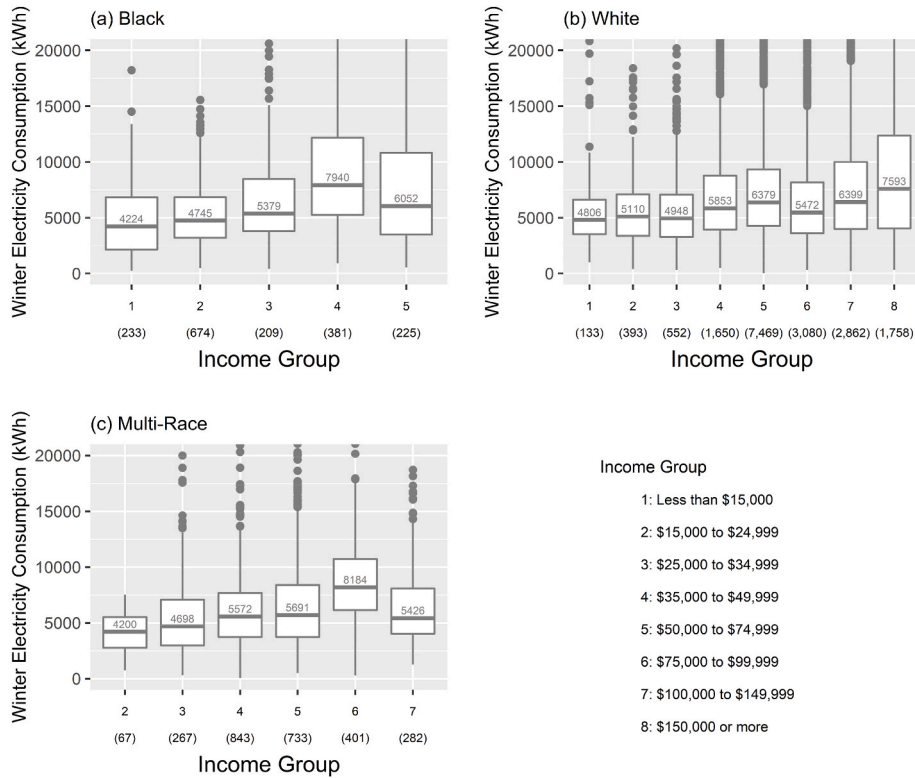 (a) Black
Winter Electricity Consumption (kWh)
20000
15000
10000
5000
0
4224
4745
5379
7940
6052
1 2 3 4 5
(233) (674) (209) (381) (225)
Income Group
(b) White
Winter Electricity Consumption (kWh)
20000
15000
10000
5000
0
4806
5110
4948
5853
6379
5472
6399
7593
1 2 3 4 5 6 7 8
(133) (393) (552) (1,650) (7,469) (3,080) (2,862) (1,758)
Income Group
(c) Multi-Race
Winter Electricity Consumption (kWh)
20000
15000
10000
5000
0
4200
4698
5572
5691
8184
5426
2 3 4 5 6 7
(67) (267) (843) (733) (401) (282)
Income Group
Income Group
1: Less than $15,000
2: $15,000 to $24,999
3: $25,000 to $34,999
4: $35,000 to $49,999
5: $50,000 to $74,999
6: $75,000 to $99,999
7: $100,000 to $149,999
8: $150,000 or more